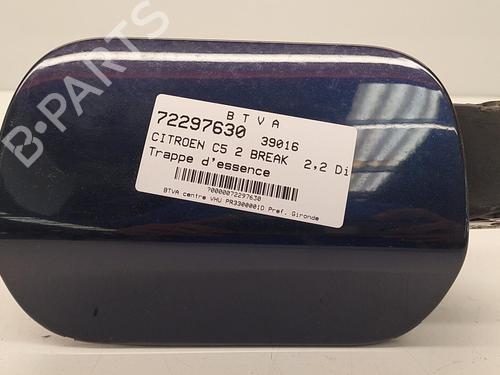 B T V A
72297630 39016
CITROEN C5 2 BREAK 2,2 Di
Trappe d'essence
?0000072297630
BTVA centre VHU PR3300001D Pref. Gironde
B-PARTS